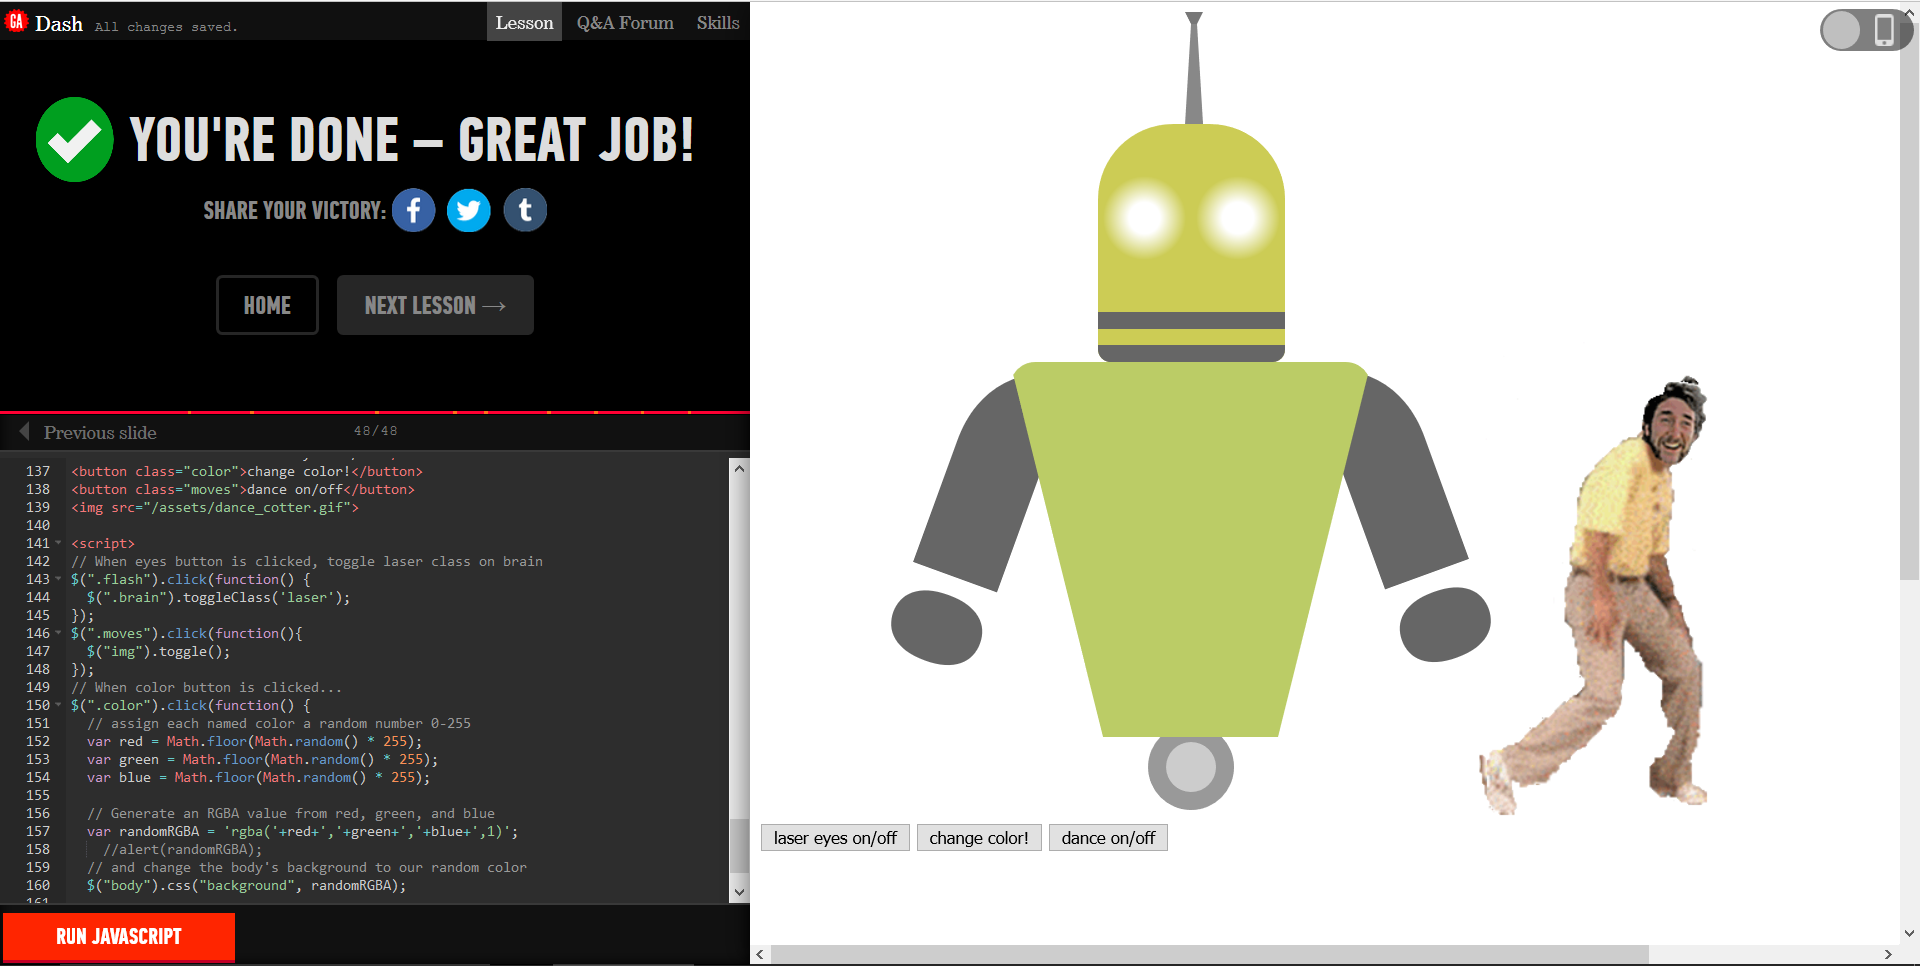 GA Dash All changes saved. Lesson Q&A Forum Skills
YOU'RE DONE – GREAT JOB!
SHARE YOUR VICTORY: f t
HOME NEXT LESSON →
Previous slide 48/48
137 <button class="color">change color!</button>
138 <button class="moves">dance on/off</button>
139 <img src="/assets/dance_cotter.gif">
140
141 <script>
142 // When eyes button is clicked, toggle laser class on brain
143 $(".flash").click(function() {
144 $(".brain").toggleClass('laser');
145 });
146 $(".moves").click(function(){
147 $("img").toggle();
148 });
149 // When color button is clicked...
150 $(".color").click(function() {
151 // assign each named color a random number 0-255
152 var red = Math.floor(Math.random() * 255);
153 var green = Math.floor(Math.random() * 255);
154 var blue = Math.floor(Math.random() * 255);
155
156 // Generate an RGBA value from red, green, and blue
157 var randomRGBA = 'rgba('+red+','+green+','+blue+',1)';
158 //alert(randomRGBA);
159 // and change the body's background to our random color
160 $("body").css("background", randomRGBA);
161
RUN JAVASCRIPT
laser eyes on/off change color! dance on/off